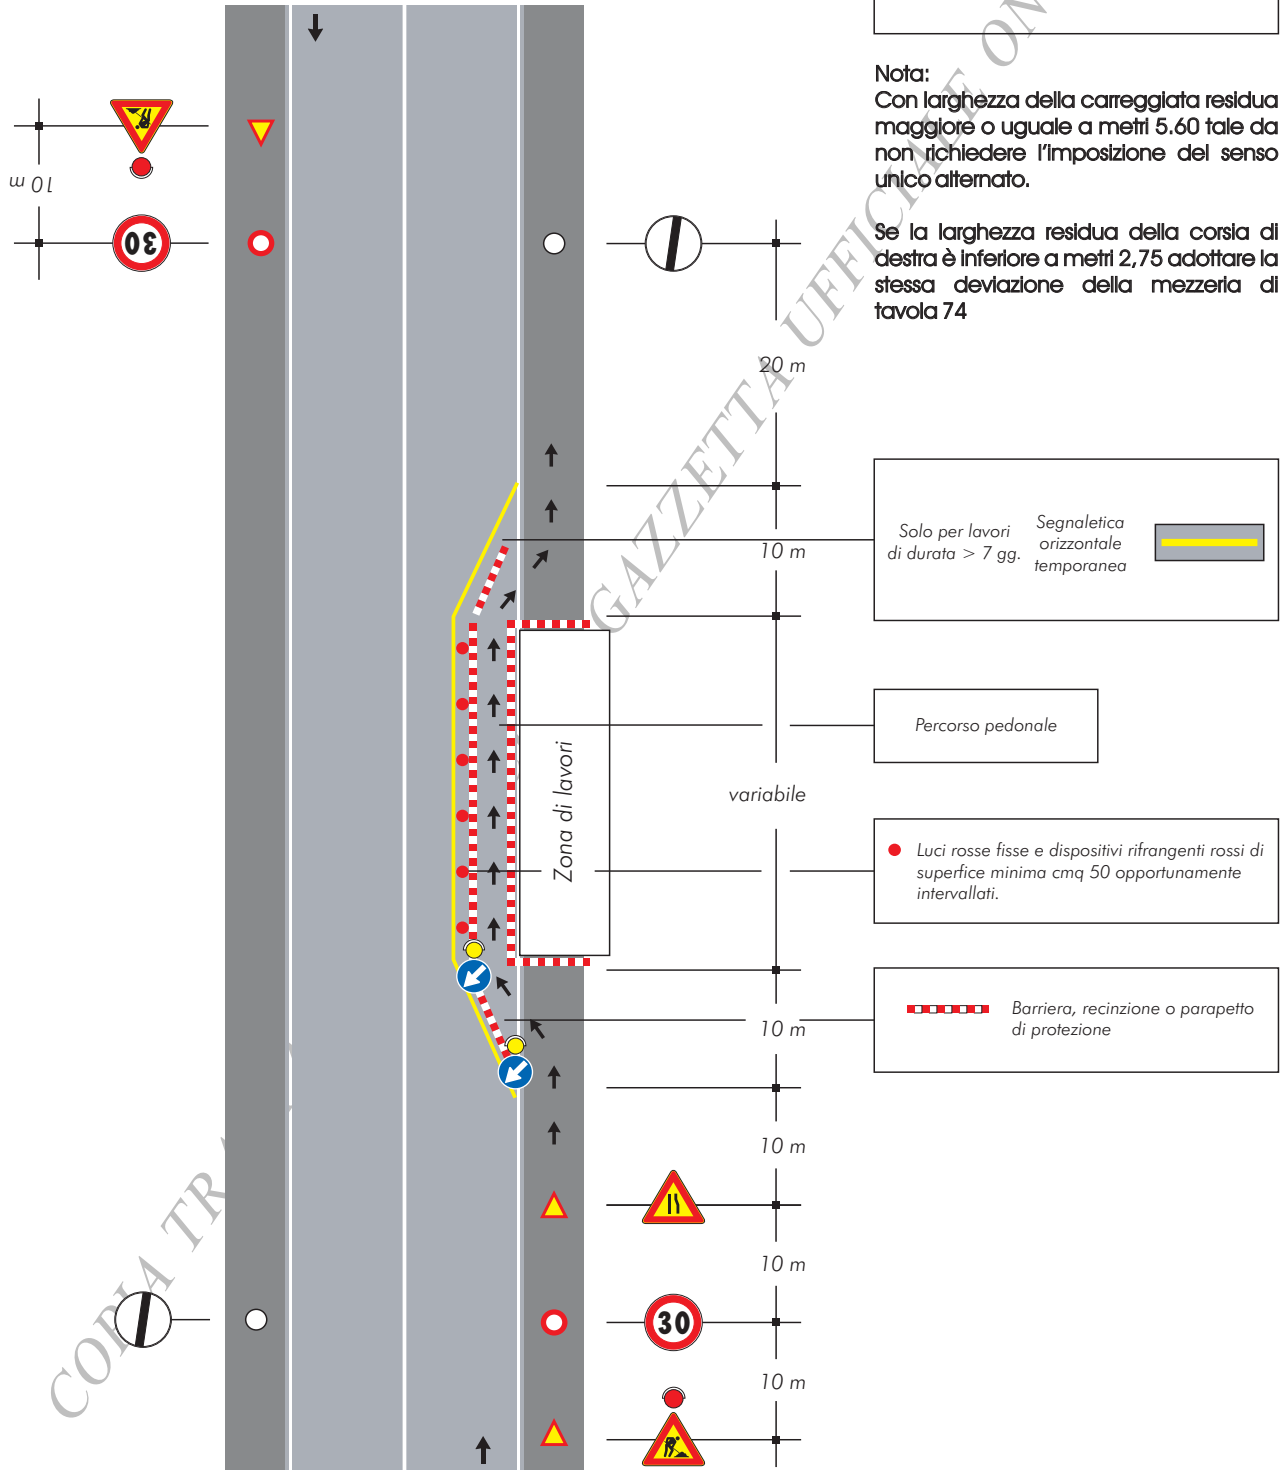 Nota:
Con larghezza della carreggiata residua
maggiore o uguale a metri 5.60 tale da
non richiedere l'imposizione del senso
unico alternato.
Se la larghezza residua della corsia di
destra è inferiore a metri 2,75 adottare la
stessa deviazione della mezzeria di
tavola 74
10 m
30
20 m
10 m
Solo per lavori
di durata > 7 gg.
Segnaletica
orizzontale
temporanea
Percorso pedonale
Zona di lavori
variabile
Luci rosse fisse e dispositivi rifrangenti rossi di
superfice minima cmq 50 opportunamente
intervallati.
Barriera, recinzione o parapetto
di protezione
10 m
10 m
10 m
30
10 m
COPIA TR
GAZZETTA UFFICIALE ON